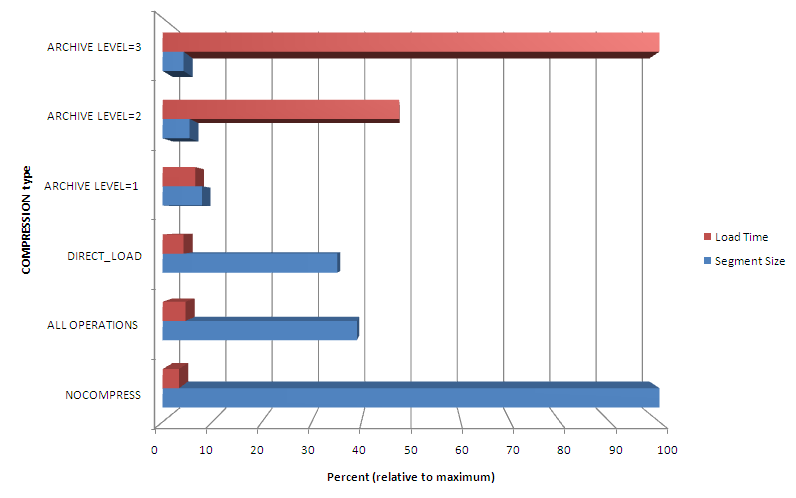 ARCHIVE LEVEL=3
ARCHIVE LEVEL=2
ARCHIVE LEVEL=1
DIRECT_LOAD
ALL OPERATIONS
NOCOMPRESS
COMPRESSION type
0 10 20 30 40 50 60 70 80 90 100
Percent (relative to maximum)
Load Time
Segment Size